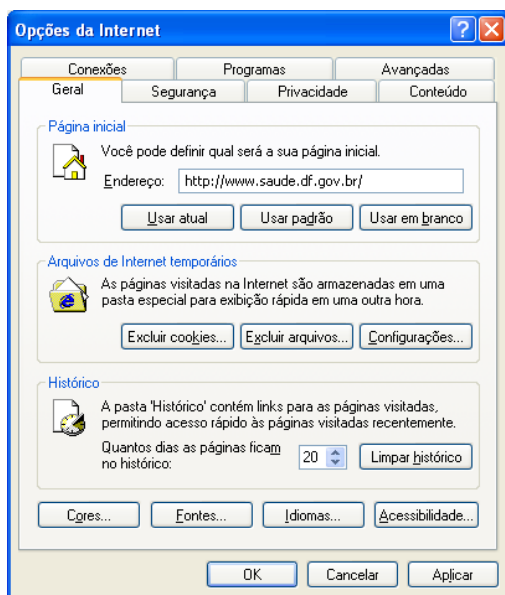 Opções da Internet
Conexões Programas Avançadas
Geral Segurança Privacidade Conteúdo
Página inicial
Você pode definir qual será a sua página inicial.
Endereço: http://www.saude.df.gov.br/
Usar atual Usar padrão Usar em branco
Arquivos de Internet temporários
As páginas visitadas na Internet são armazenadas em uma
pasta especial para exibição rápida em uma outra hora.
Excluir cookies... Excluir arquivos... Configurações...
Histórico
A pasta 'Histórico' contém links para as páginas visitadas,
permitindo acesso rápido às páginas visitadas recentemente.
Quantos dias as páginas ficam
no histórico: 20 Limpar histórico
Cores... Fontes... Idiomas... Acessibilidade...
OK Cancelar Aplicar